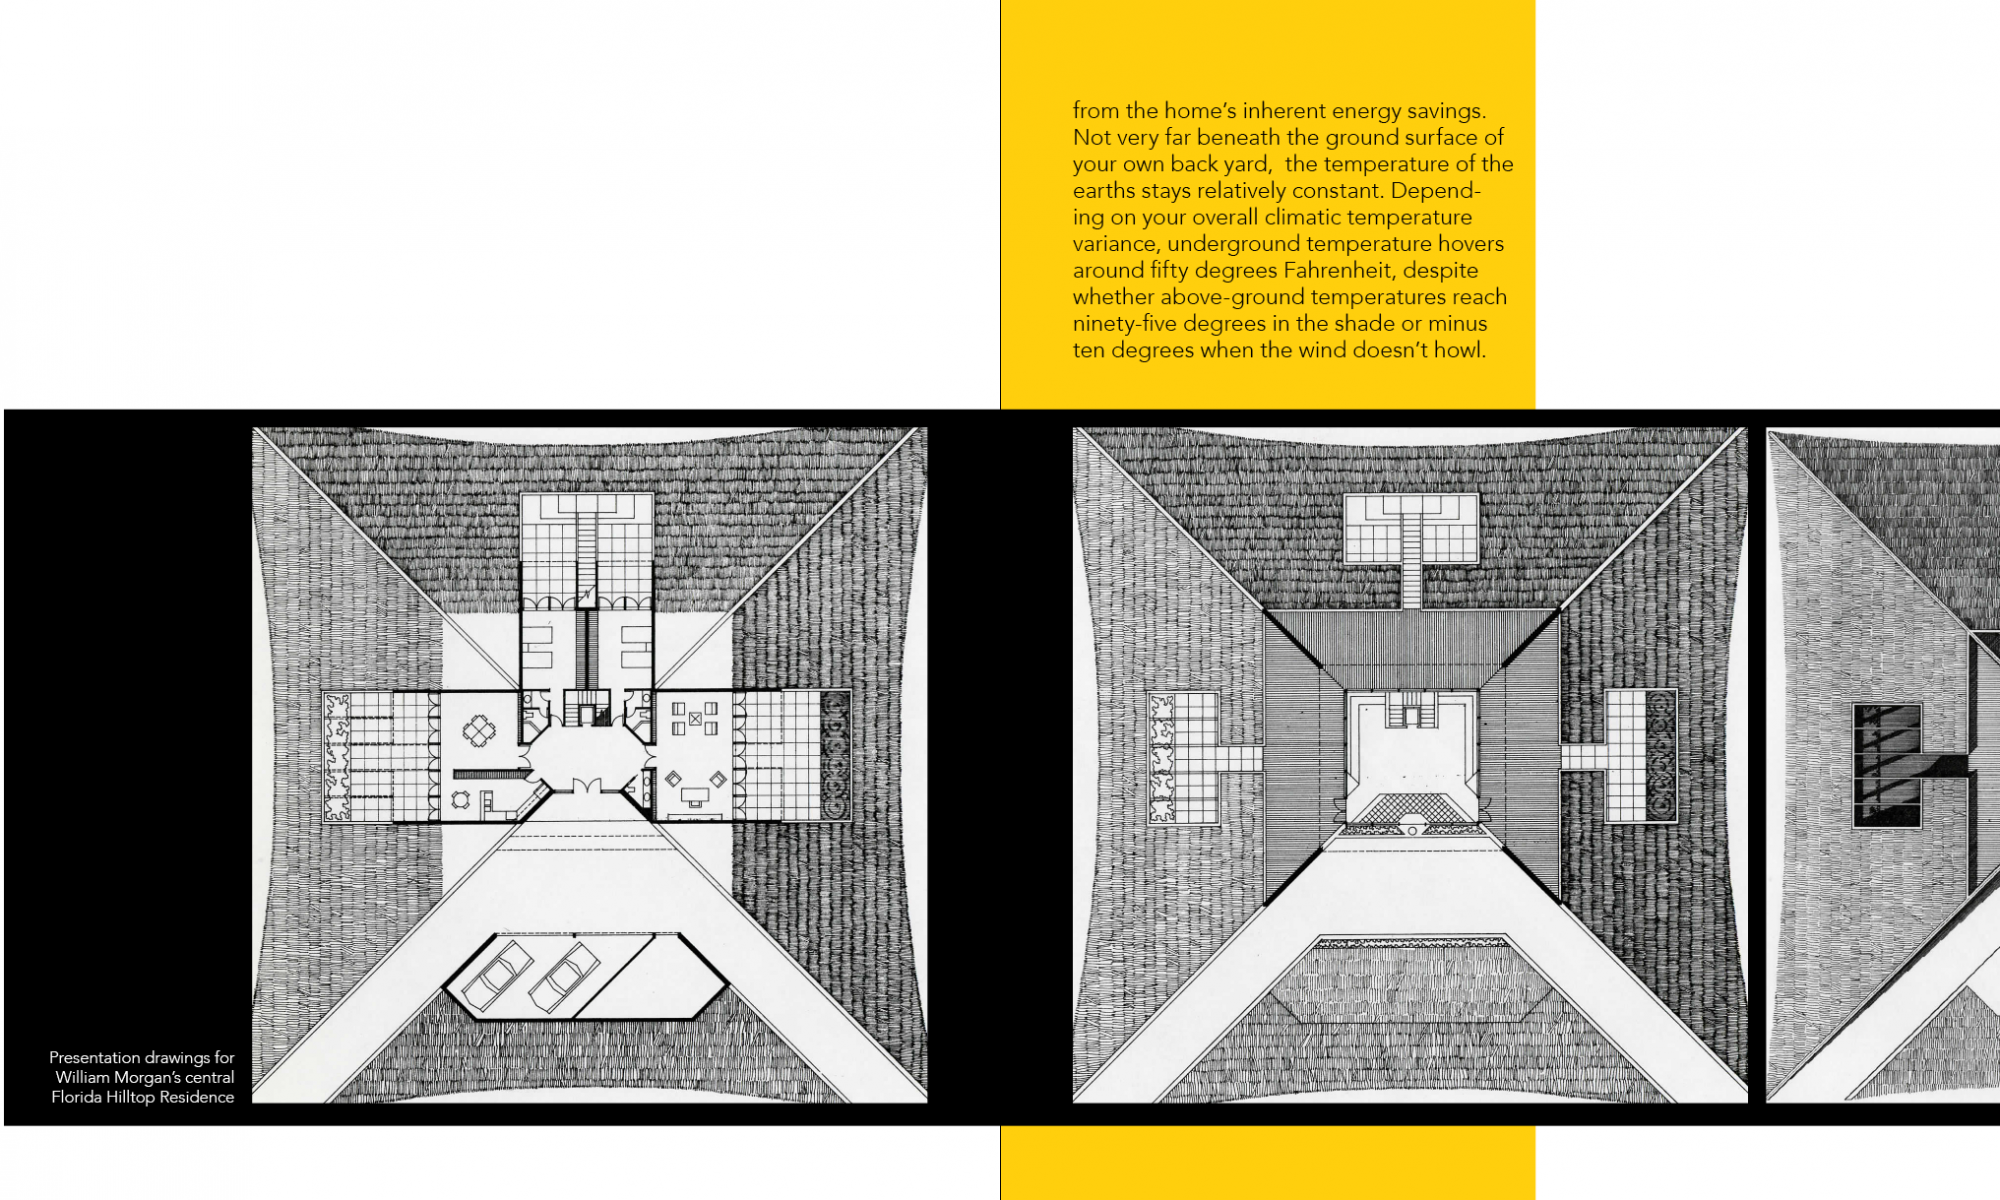 from the home’s inherent energy savings.
Not very far beneath the ground surface of
your own back yard,  the temperature of the
earths stays relatively constant. Depend-
ing on your overall climatic temperature
variance, underground temperature hovers
around fifty degrees Fahrenheit, despite
whether above-ground temperatures reach
ninety-five degrees in the shade or minus
ten degrees when the wind doesn’t howl.
Presentation drawings for
William Morgan’s central
Florida Hilltop Residence